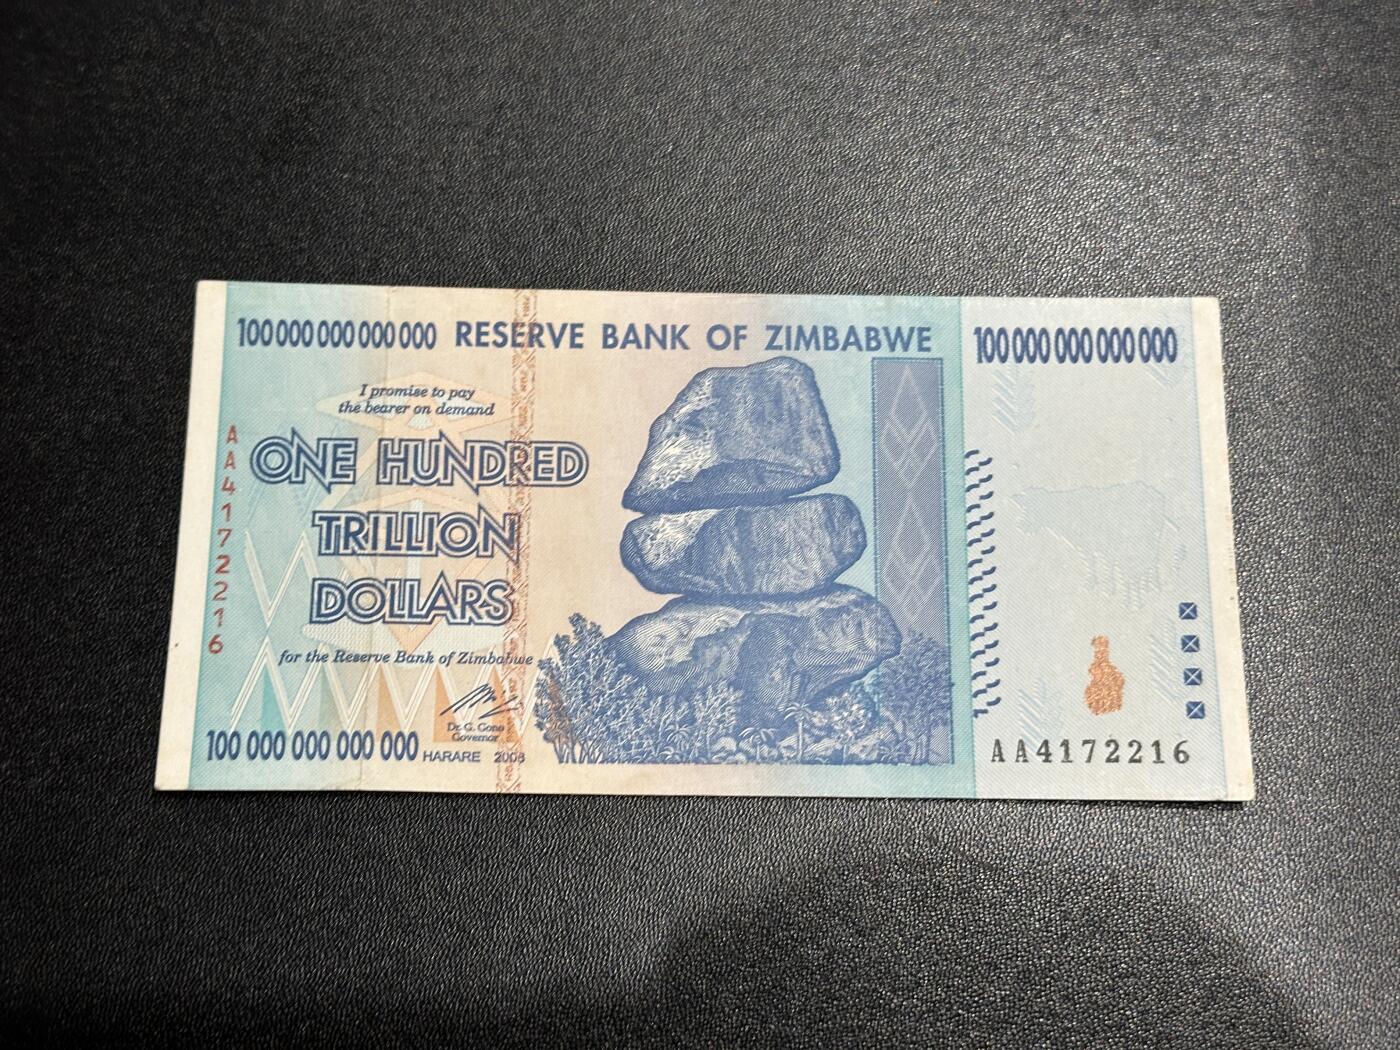 100 000 000 000 000 RESERVE BANK OF ZIMBABWE 100 000 000 000 000
I promise to pay
the bearer on demand
ONE HUNDRED
TRILLION
DOLLARS
for the Reserve Bank of Zimbabwe
Dr. G. Gono
Governor
100 000 000 000 000 HARARE 2008
AA4172216
AA4172216